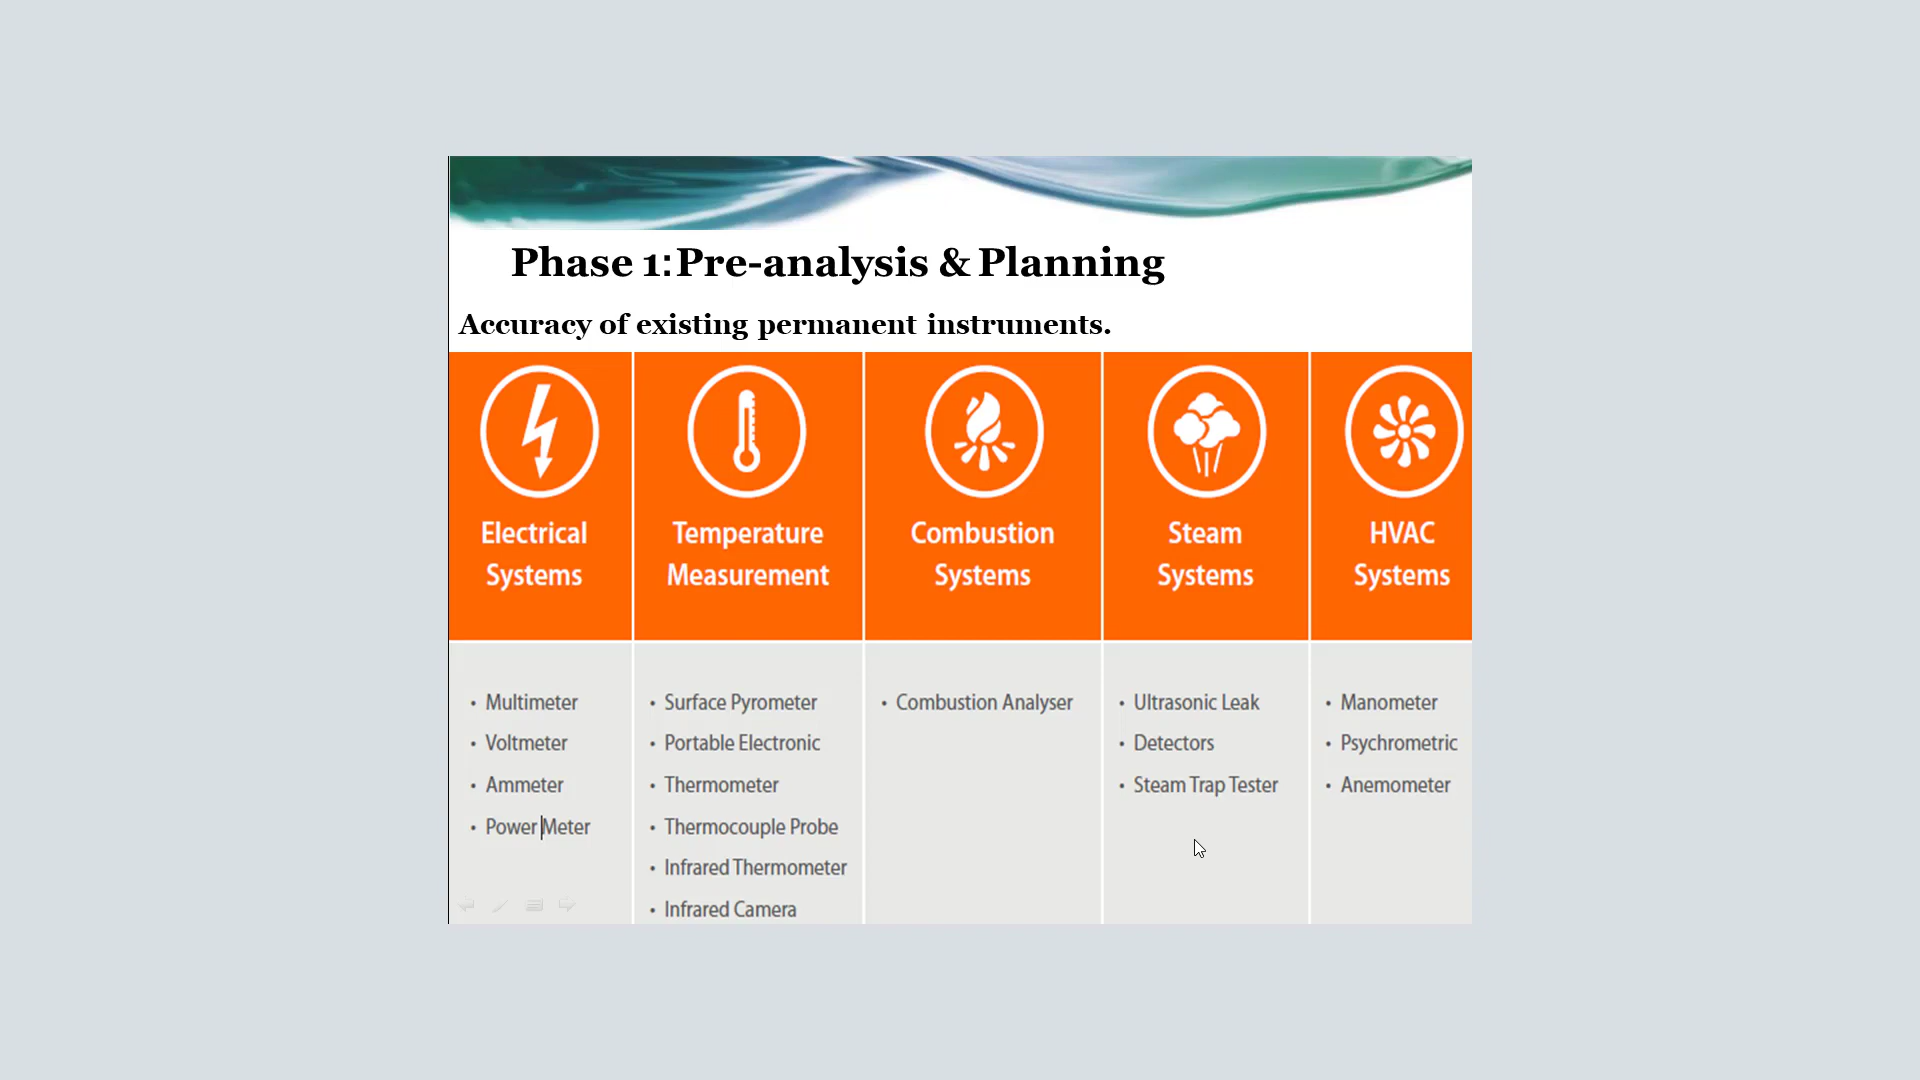 Phase 1:Pre-analysis & Planning
Accuracy of existing permanent instruments.
Electrical
Systems
• Multimeter
• Voltmeter
• Ammeter
• Power Meter
Temperature
Measurement
• Surface Pyrometer
• Portable Electronic
• Thermometer
• Thermocouple Probe
• Infrared Thermometer
• Infrared Camera
Combustion
Systems
• Combustion Analyser
Steam
Systems
• Ultrasonic Leak
• Detectors
• Steam Trap Tester
HVAC
Systems
• Manometer
• Psychrometric
• Anemometer